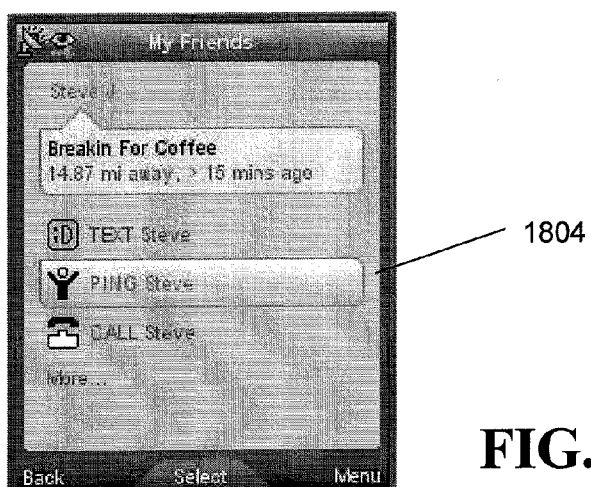 My Friends
Steve J
Breakin For Coffee
14.87 mi away, > 15 mins ago
;D TEXT Steve
PING Steve
CALL Steve
More...
Back Select Menu
1804
FIG.